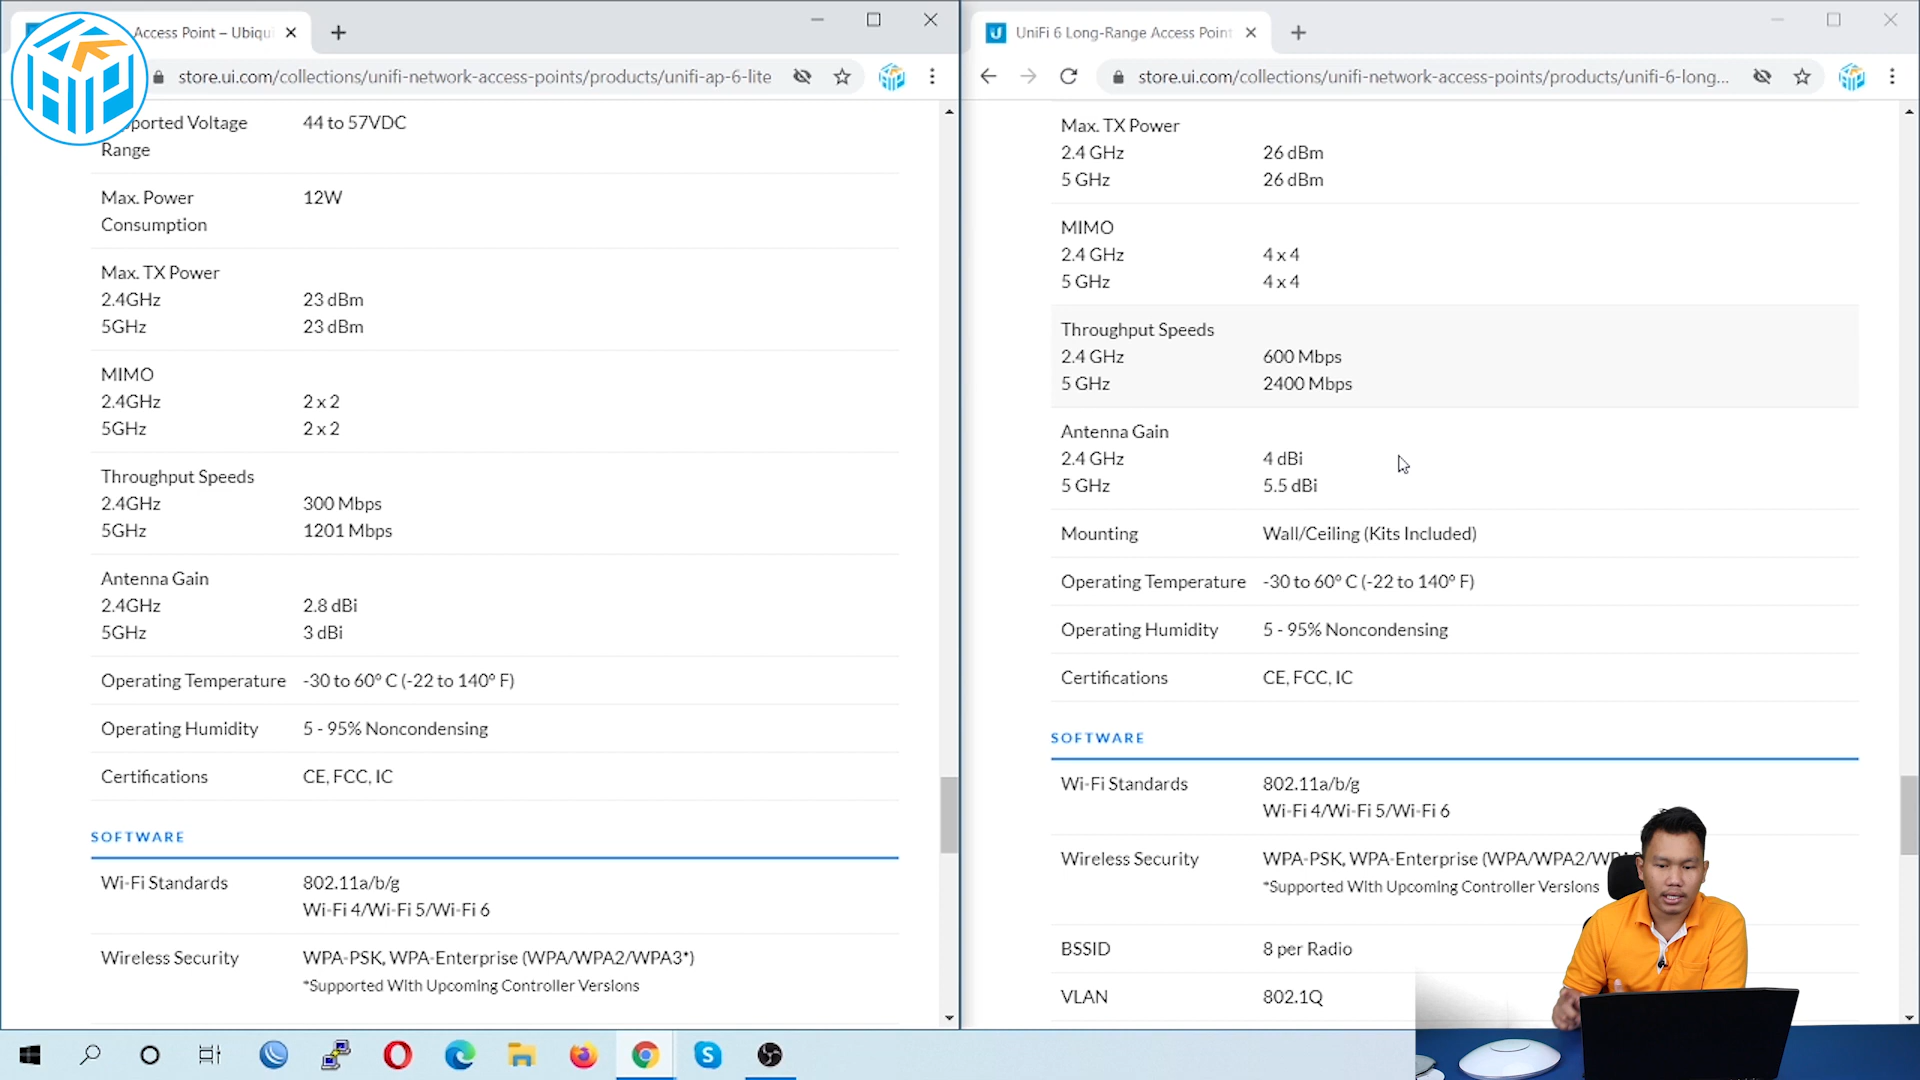 Access Point – Ubiqui
store.ui.com/collections/unifi-network-access-points/products/unifi-ap-6-lite
ported Voltage 44 to 57VDC
Range
Max. Power 12W
Consumption
Max. TX Power
2.4GHz 23 dBm
5GHz 23 dBm
MIMO
2.4GHz 2 x 2
5GHz 2 x 2
Throughput Speeds
2.4GHz 300 Mbps
5GHz 1201 Mbps
Antenna Gain
2.4GHz 2.8 dBi
5GHz 3 dBi
Operating Temperature -30 to 60º C (-22 to 140º F)
Operating Humidity 5 - 95% Noncondensing
Certifications CE, FCC, IC
SOFTWARE
Wi-Fi Standards 802.11a/b/g
Wi-Fi 4/Wi-Fi 5/Wi-Fi 6
Wireless Security WPA-PSK, WPA-Enterprise (WPA/WPA2/WPA3*)
*Supported With Upcoming Controller Versions
UniFi 6 Long-Range Access Point
store.ui.com/collections/unifi-network-access-points/products/unifi-6-long...
Max. TX Power
2.4 GHz 26 dBm
5 GHz 26 dBm
MIMO
2.4 GHz 4 x 4
5 GHz 4 x 4
Throughput Speeds
2.4 GHz 600 Mbps
5 GHz 2400 Mbps
Antenna Gain
2.4 GHz 4 dBi
5 GHz 5.5 dBi
Mounting Wall/Ceiling (Kits Included)
Operating Temperature -30 to 60º C (-22 to 140º F)
Operating Humidity 5 - 95% Noncondensing
Certifications CE, FCC, IC
SOFTWARE
Wi-Fi Standards 802.11a/b/g
Wi-Fi 4/Wi-Fi 5/Wi-Fi 6
Wireless Security WPA-PSK, WPA-Enterprise (WPA/WPA2/WP
*Supported With Upcoming Controller Versions
BSSID 8 per Radio
VLAN 802.1Q